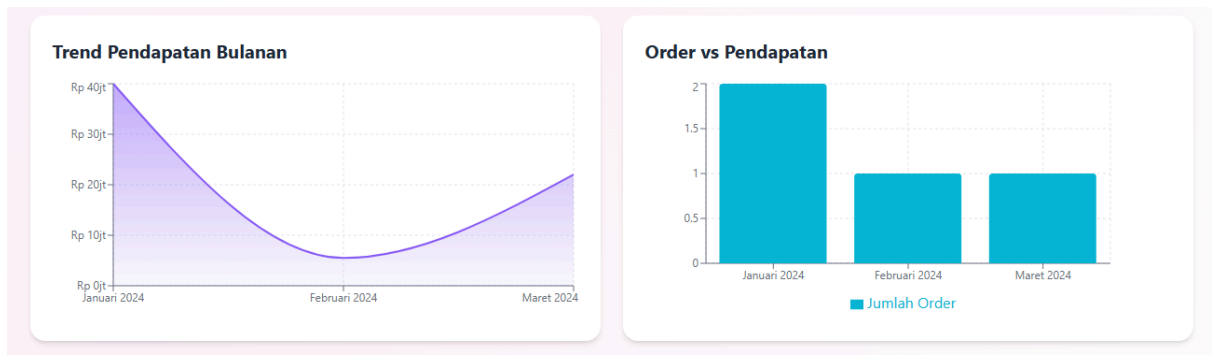 Trend Pendapatan Bulanan
Rp 40jt
Rp 30jt
Rp 20jt
Rp 10jt
Rp 0jt
Januari 2024 Februari 2024 Maret 2024
Order vs Pendapatan
2
1.5
1
0.5
0
Januari 2024 Februari 2024 Maret 2024
Jumlah Order